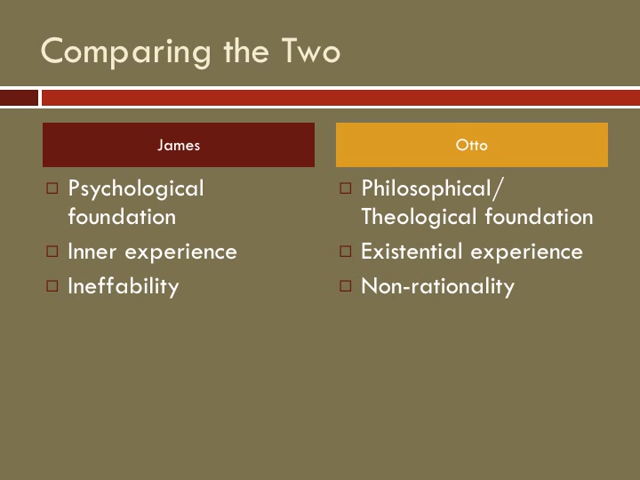 Comparing the Two
James
Psychological
foundation
Inner experience
Ineffability
Otto
Philosophical/
Theological foundation
Existential experience
Non-rationality